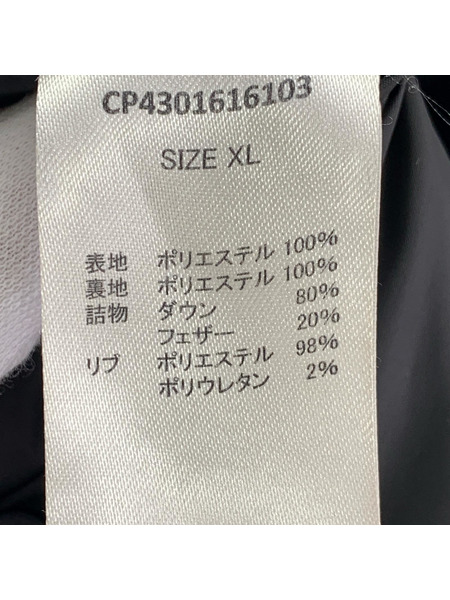 CP4301616103
SIZE XL
表地 ポリエステル 100%
裏地 ポリエステル 100%
詰物 ダウン 80%
フェザー 20%
リブ ポリエステル 98%
ポリウレタン 2%